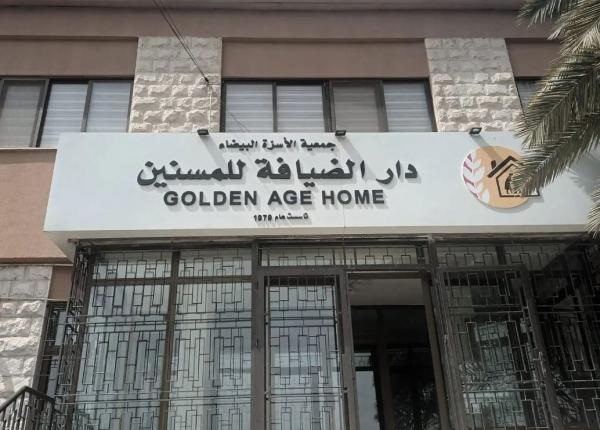 جمعية الأسرة البيضاء
دار الضيافة للمسنين
GOLDEN AGE HOME
تأسست عام 1979